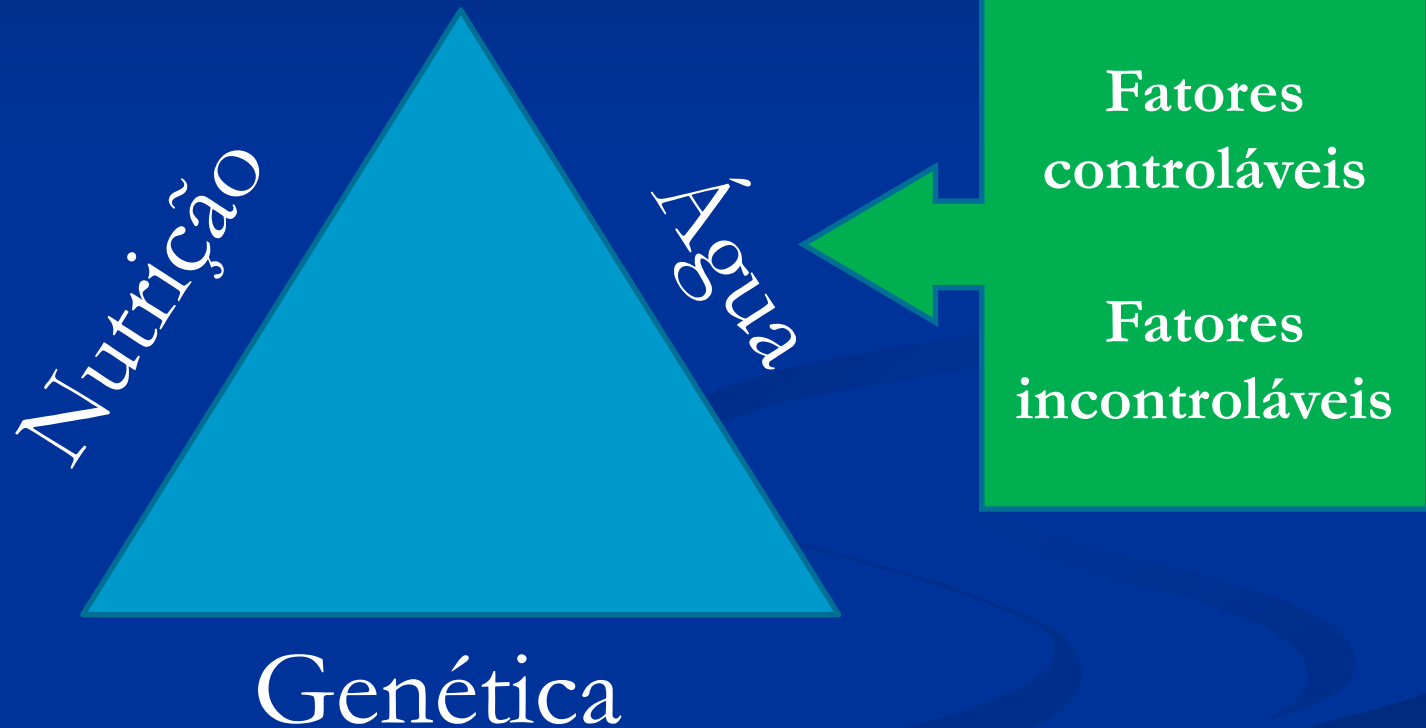 Nutrição
Água
Genética
Fatores
controláveis
Fatores
incontroláveis